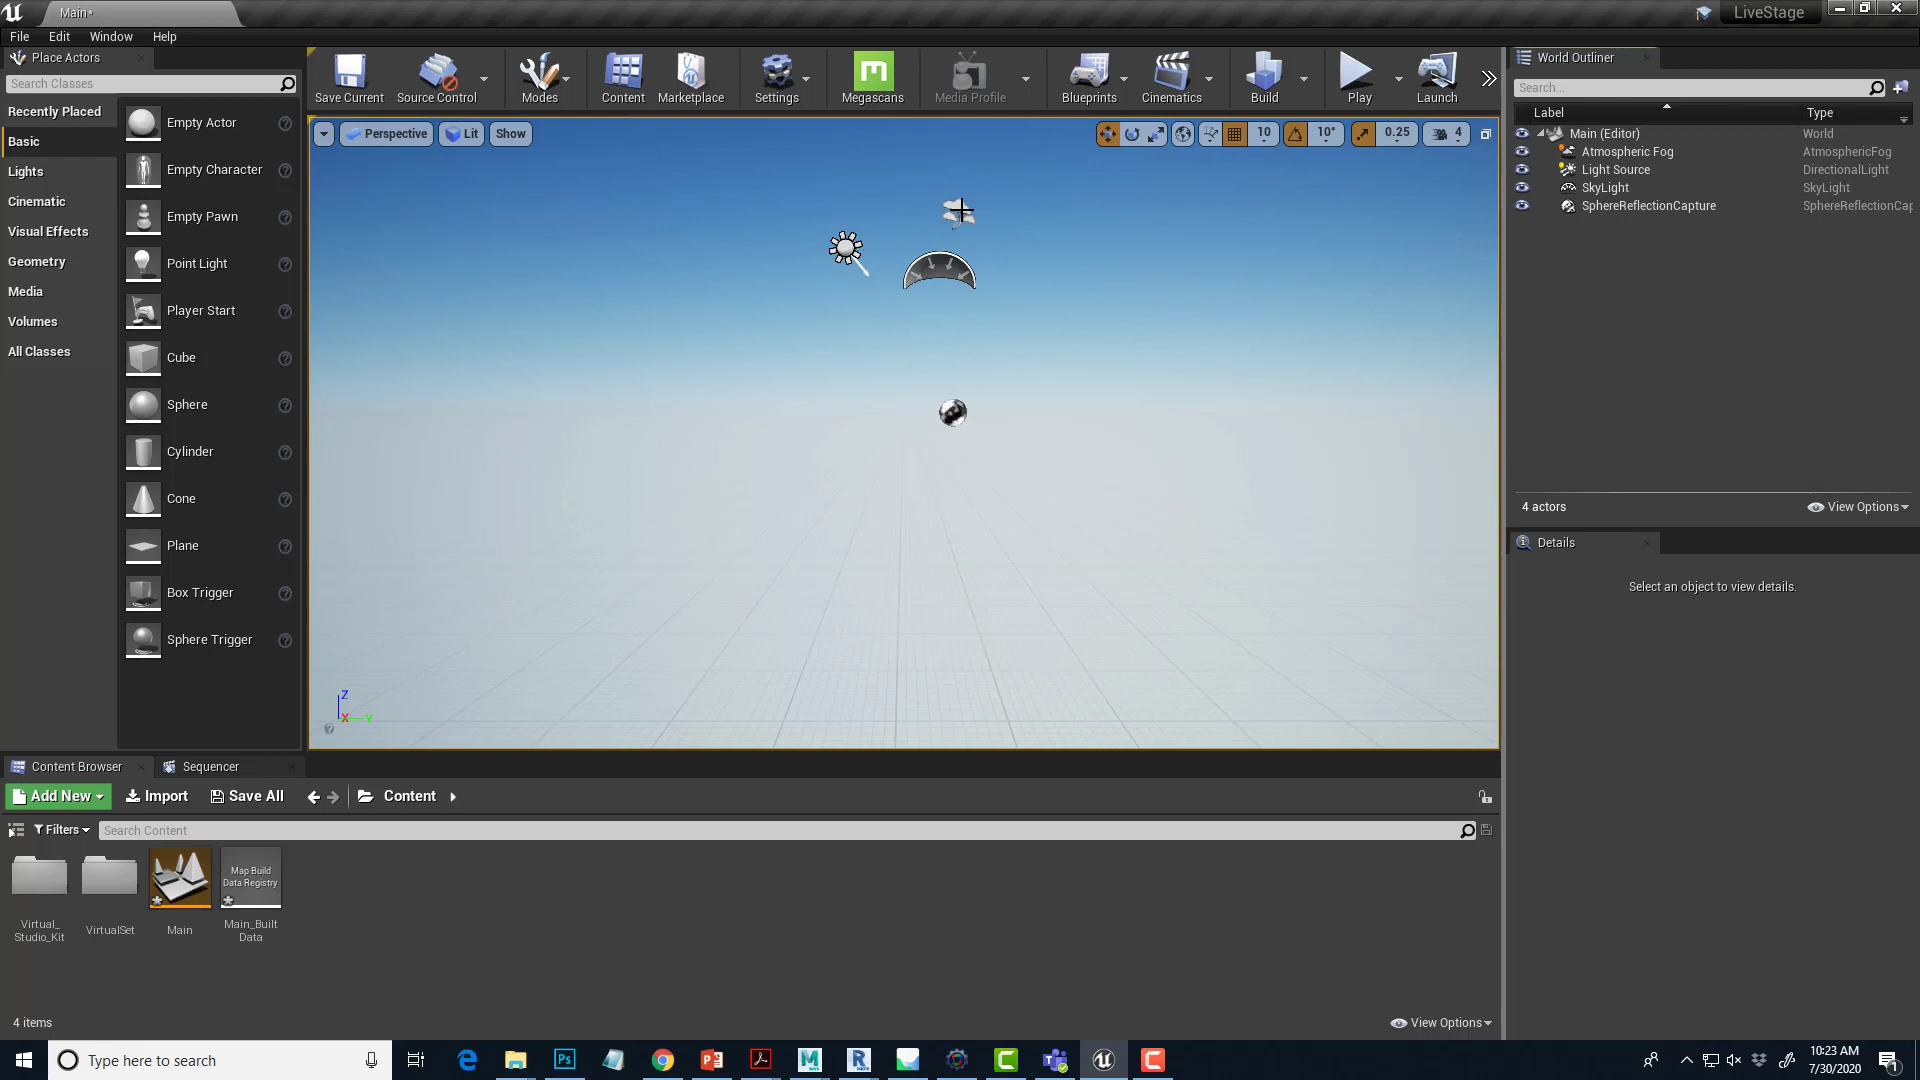 Main*
LiveStage
File Edit Window Help
Place Actors
Search Classes
Recently Placed
Basic
Lights
Cinematic
Visual Effects
Geometry
Media
Volumes
All Classes
Empty Actor
Empty Character
Empty Pawn
Point Light
Player Start
Cube
Sphere
Cylinder
Cone
Plane
Box Trigger
Sphere Trigger
Save Current Source Control Modes Content Marketplace Settings Megascans Media Profile Blueprints Cinematics Build Play Launch
Perspective Lit Show 10 10° 0.25 4
Z
X Y
World Outliner
Search...
Label Type
Main (Editor) World
Atmospheric Fog AtmosphericFog
Light Source DirectionalLight
SkyLight SkyLight
SphereReflectionCapture SphereReflectionCap
4 actors View Options
Details
Select an object to view details.
Content Browser Sequencer
Add New Import Save All Content
Filters Search Content
Map Build
Data Registry
Virtual_
Studio_Kit
VirtualSet
Main
Main_Built
Data
4 items View Options
Type here to search
Ps
M
R
C
10:23 AM
7/30/2020
1